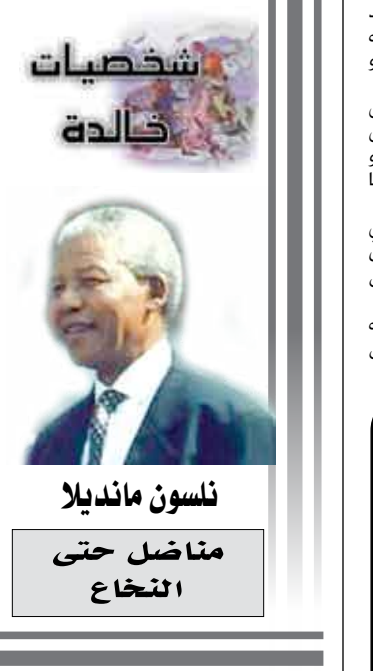 شخصيات
خالدة
نلسون مانديلا
مناضل حتى
النخاع